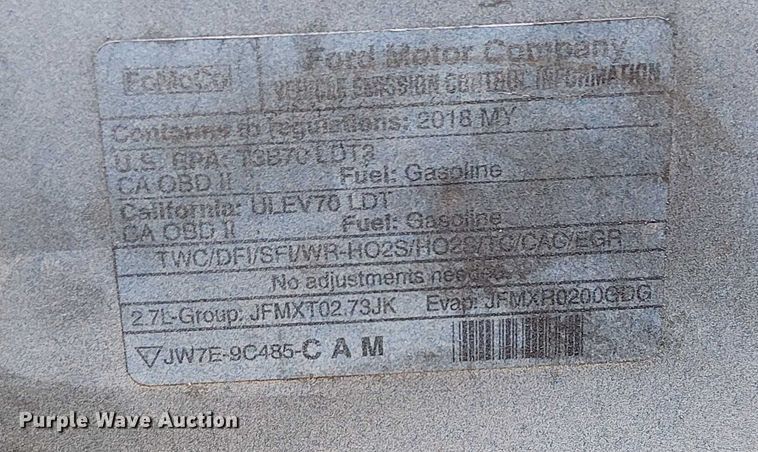 FoMoCo
Ford Motor Company
VEHICLE EMISSION CONTROL INFORMATION
Conforms to regulations: 2018 MY
U.S. EPA: T3B70 LDT3
CA OBD II Fuel: Gasoline
California: ULEV70 LDT
CA OBD II Fuel: Gasoline
TWC/DFI/SFI/WR-HO2S/HO2S/TC/CAC/EGR
No adjustments needed.
2.7L-Group: JFMXT02.73JK Evap: JFMXR0200GDG
JW7E-9C485-CAM
Purple Wave Auction